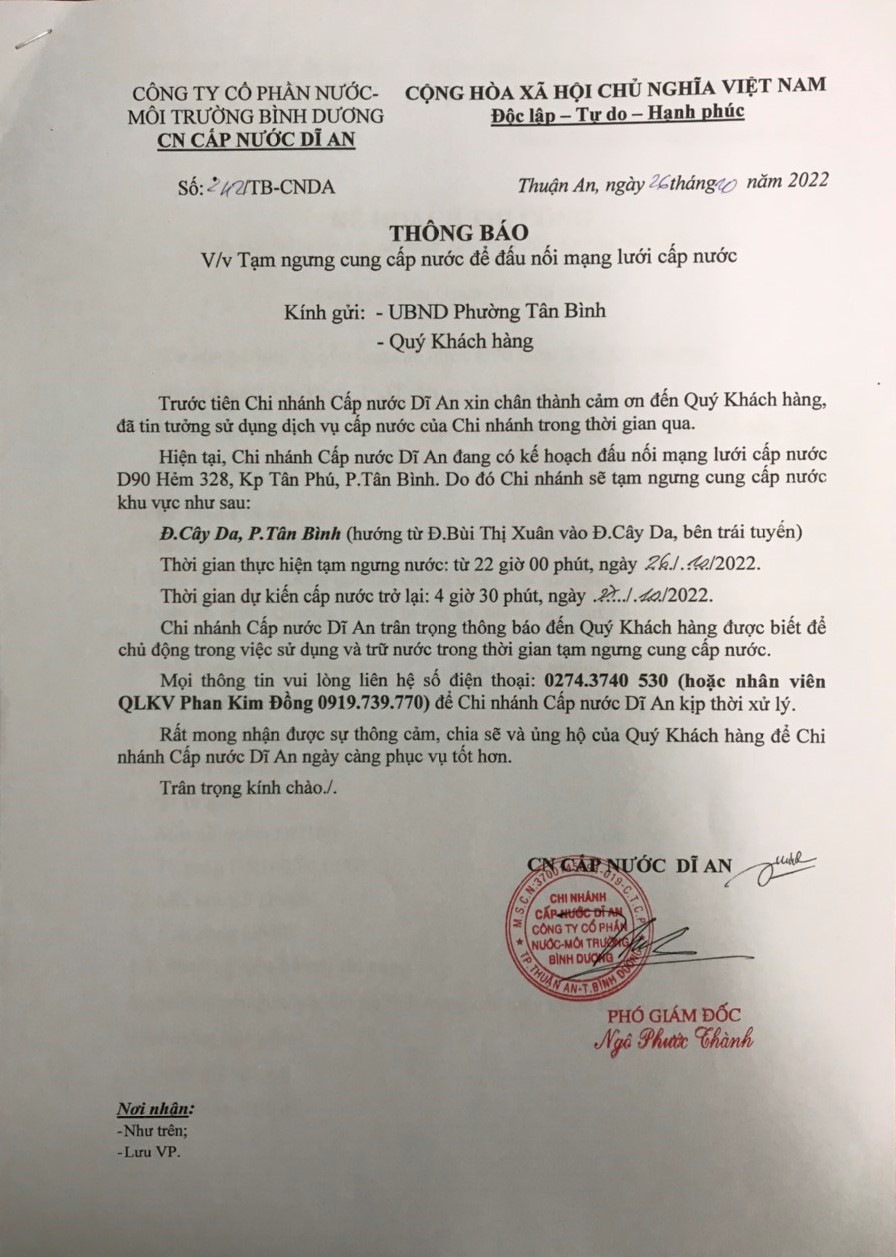 CÔNG TY CỔ PHẦN NƯỚC-
MÔI TRƯỜNG BÌNH DƯƠNG
CN CẤP NƯỚC DĨ AN
CỘNG HÒA XÃ HỘI CHỦ NGHĨA VIỆT NAM
Độc lập – Tự do – Hạnh phúc
Số: /TB-CNDA
Thuận An, ngày 26 tháng 10 năm 2022
THÔNG BÁO
V/v Tạm ngưng cung cấp nước để đấu nối mạng lưới cấp nước
Kính gửi: - UBND Phường Tân Bình
- Quý Khách hàng
Trước tiên Chi nhánh Cấp nước Dĩ An xin chân thành cảm ơn đến Quý Khách hàng,
đã tin tưởng sử dụng dịch vụ cấp nước của Chi nhánh trong thời gian qua.
Hiện tại, Chi nhánh Cấp nước Dĩ An đang có kế hoạch đấu nối mạng lưới cấp nước
D90 Hẻm 328, Kp Tân Phú, P.Tân Bình. Do đó Chi nhánh sẽ tạm ngưng cung cấp nước
khu vực như sau:
Đ.Cây Da, P.Tân Bình (hướng từ Đ.Bùi Thị Xuân vào Đ.Cây Da, bên trái tuyến)
Thời gian thực hiện tạm ngưng nước: từ 22 giờ 00 phút, ngày 26./.10/2022.
Thời gian dự kiến cấp nước trở lại: 4 giờ 30 phút, ngày .27../.10/2022.
Chi nhánh Cấp nước Dĩ An trân trọng thông báo đến Quý Khách hàng được biết để
chủ động trong việc sử dụng và trữ nước trong thời gian tạm ngưng cung cấp nước.
Mọi thông tin vui lòng liên hệ số điện thoại: 0274.3740 530 (hoặc nhân viên
QLKV Phan Kim Đồng 0919.739.770) để Chi nhánh Cấp nước Dĩ An kịp thời xử lý.
Rất mong nhận được sự thông cảm, chia sẽ và ủng hộ của Quý Khách hàng để Chi
nhánh Cấp nước Dĩ An ngày càng phục vụ tốt hơn.
Trân trọng kính chào./.
CN CẤP NƯỚC DĨ AN
CHI NHÁNH
CẤP NƯỚC DĨ AN
CÔNG TY CỔ PHẦN
NƯỚC-MÔI TRƯỜNG
BÌNH DƯƠNG
TP.THUẬN AN-T.BÌNH DƯƠNG
PHÓ GIÁM ĐỐC
Ngô Phước Thành
Nơi nhận:
-Như trên;
-Lưu VP.